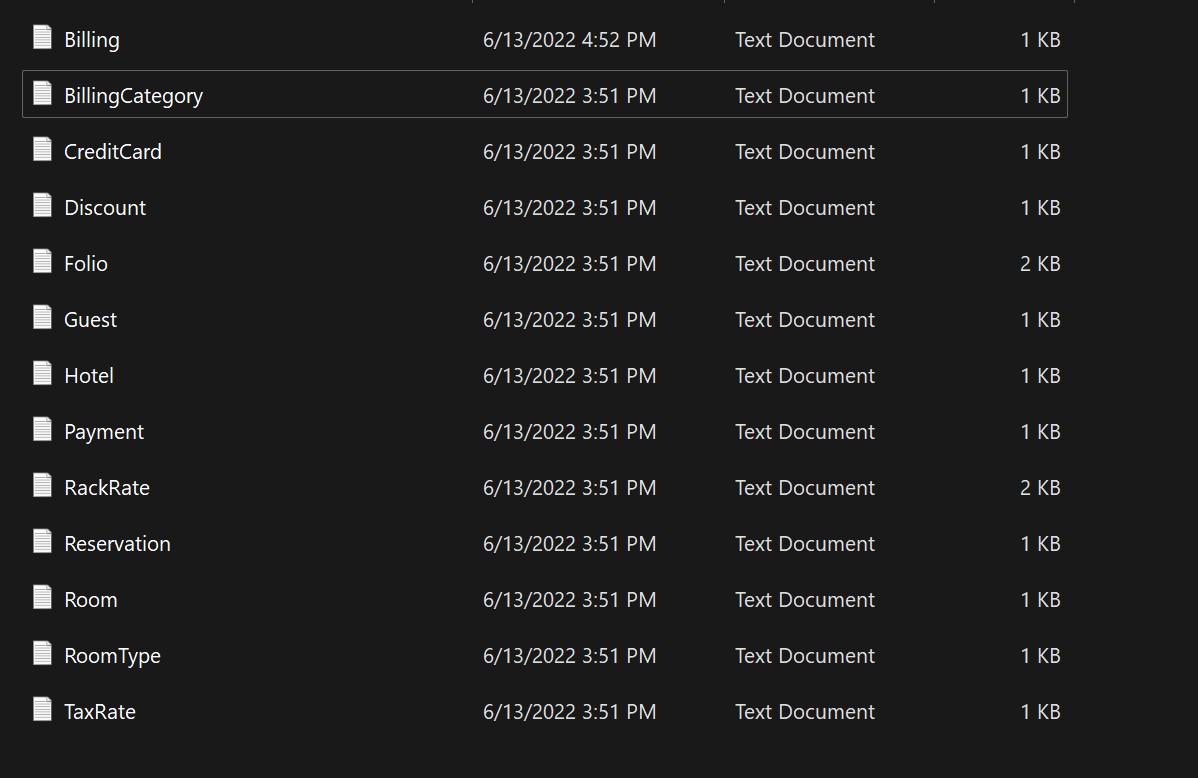 Billing 6/13/2022 4:52 PM Text Document 1 KB
BillingCategory 6/13/2022 3:51 PM Text Document 1 KB
CreditCard 6/13/2022 3:51 PM Text Document 1 KB
Discount 6/13/2022 3:51 PM Text Document 1 KB
Folio 6/13/2022 3:51 PM Text Document 2 KB
Guest 6/13/2022 3:51 PM Text Document 1 KB
Hotel 6/13/2022 3:51 PM Text Document 1 KB
Payment 6/13/2022 3:51 PM Text Document 1 KB
RackRate 6/13/2022 3:51 PM Text Document 2 KB
Reservation 6/13/2022 3:51 PM Text Document 1 KB
Room 6/13/2022 3:51 PM Text Document 1 KB
RoomType 6/13/2022 3:51 PM Text Document 1 KB
TaxRate 6/13/2022 3:51 PM Text Document 1 KB